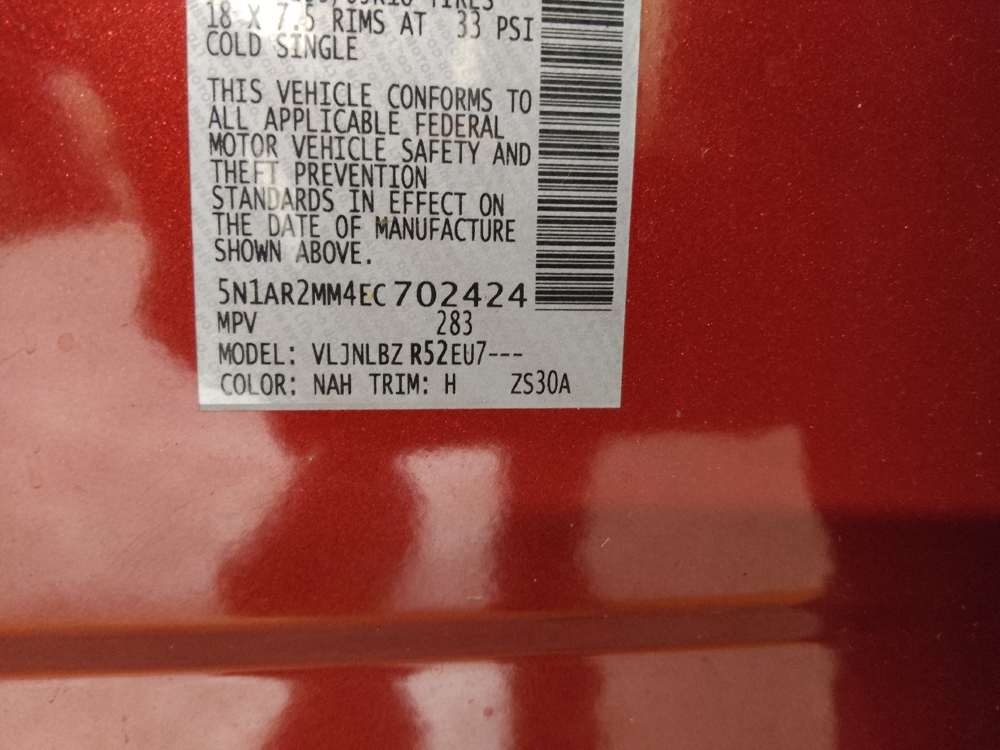 18 X 7.5 RIMS AT 33 PSI
COLD SINGLE
THIS VEHICLE CONFORMS TO
ALL APPLICABLE FEDERAL
MOTOR VEHICLE SAFETY AND
THEFT PREVENTION
STANDARDS IN EFFECT ON
THE DATE OF MANUFACTURE
SHOWN ABOVE.
5N1AR2MM4EC702424
MPV 283
MODEL: VLJNLBZ R52EU7---
COLOR: NAH TRIM: H ZS30A